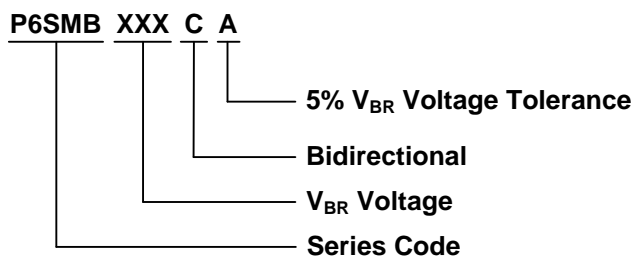 P6SMB XXX C A
5% VBR Voltage Tolerance
Bidirectional
VBR Voltage
Series Code